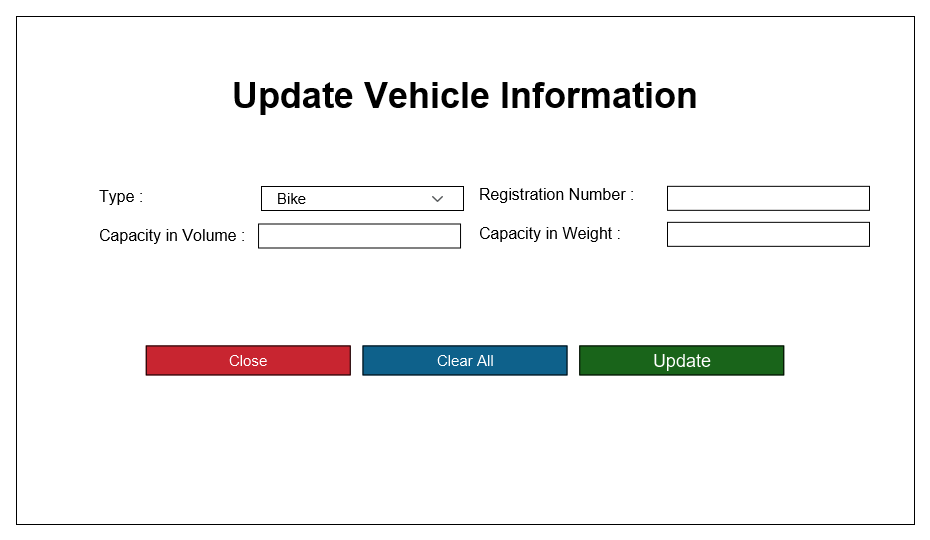 Update Vehicle Information
Type : Bike Registration Number :
Capacity in Volume : Capacity in Weight :
Close Clear All Update